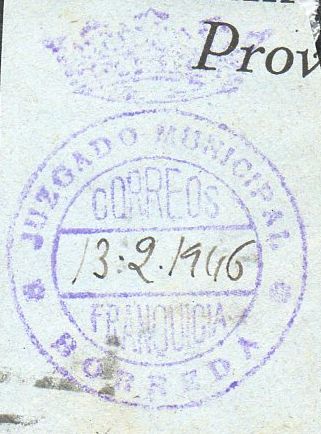 Prov
JUZGADO MUNICIPAL
CORREOS
13.2.1946
FRANQUICIA
BORREDA